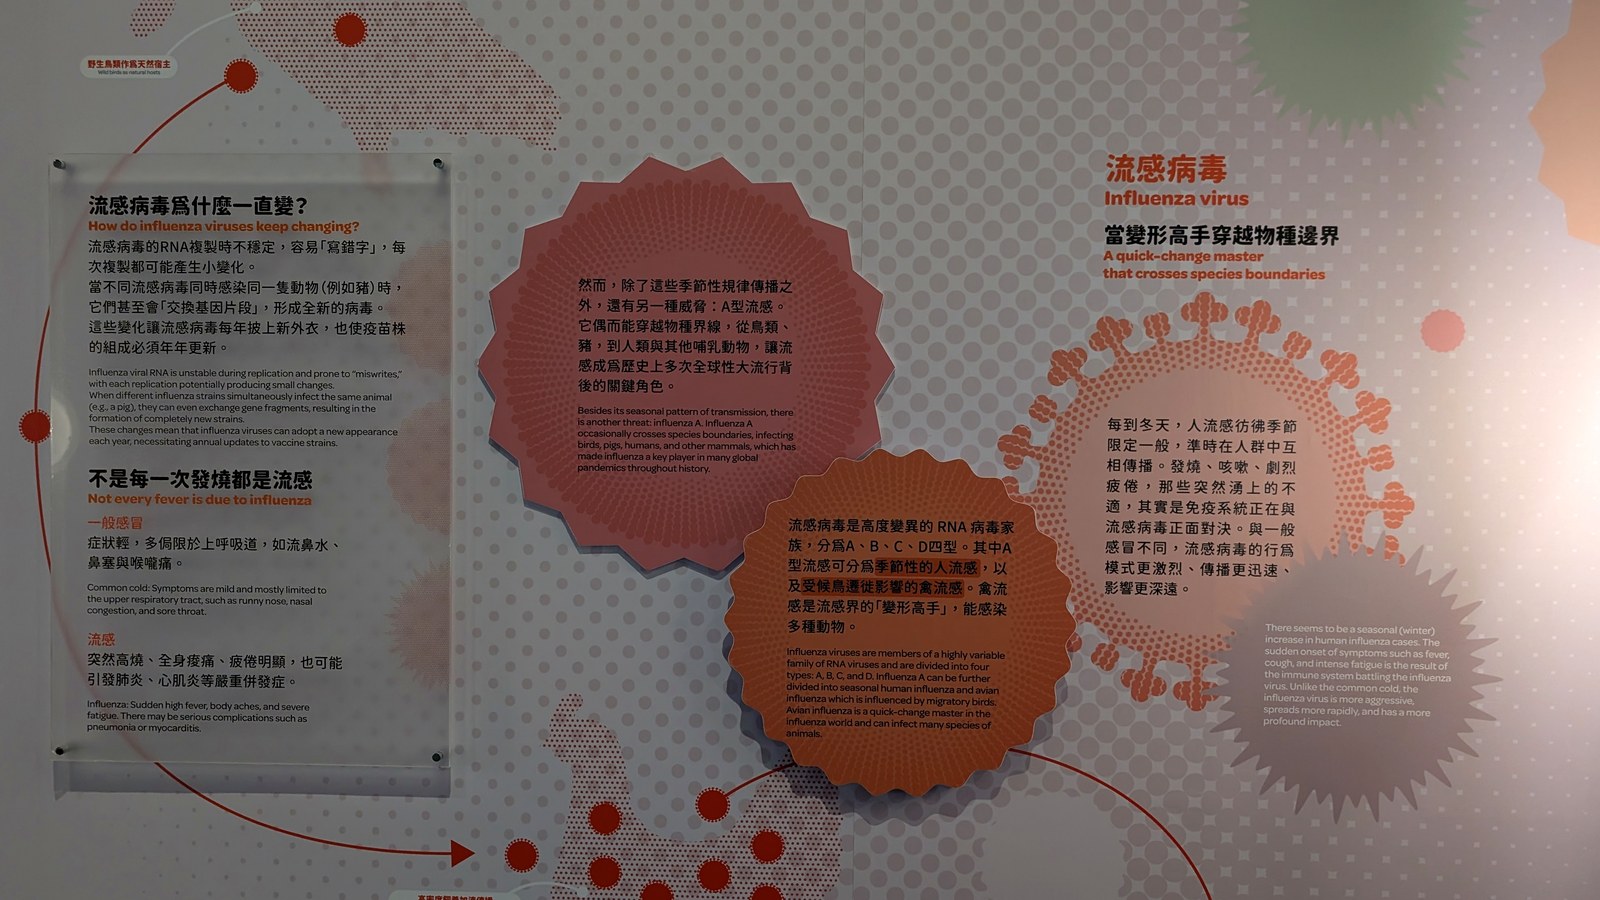 野生鳥類作為天然宿主
Wild birds as natural hosts
流感病毒為什麼一直變？
How do influenza viruses keep changing?
流感病毒的RNA複製時不穩定，容易「寫錯字」，每
次複製都可能產生小變化。
當不同流感病毒同時感染同一隻動物（例如豬）時，
它們甚至會「交換基因片段」，形成全新的病毒。
這些變化讓流感病毒每年披上新外衣，也使疫苗株
的組成必須年年更新。
Influenza viral RNA is unstable during replication and prone to "miswrites,"
with each replication potentially producing small changes.
When different influenza strains simultaneously infect the same animal
(e.g., a pig), they can even exchange gene fragments, resulting in the
formation of completely new strains.
These changes mean that influenza viruses can adopt a new appearance
each year, necessitating annual updates to vaccine strains.
不是每一次發燒都是流感
Not every fever is due to influenza
一般感冒
症狀輕，多侷限於上呼吸道，如流鼻水、
鼻塞與喉嚨痛。
Common cold: Symptoms are mild and mostly limited to
the upper respiratory tract, such as runny nose, nasal
congestion, and sore throat.
流感
突然高燒、全身痠痛、疲倦明顯，也可能
引發肺炎、心肌炎等嚴重併發症。
Influenza: Sudden high fever, body aches, and severe
fatigue. There may be serious complications such as
pneumonia or myocarditis.
然而，除了這些季節性規律傳播之
外，還有另一種威脅：A型流感。
它偶而能穿越物種界線，從鳥類、
豬，到人類與其他哺乳動物，讓流
感成為歷史上多次全球性大流行背
後的關鍵角色。
Besides its seasonal pattern of transmission, there
is another threat: influenza A. Influenza A
occasionally crosses species boundaries, infecting
birds, pigs, humans, and other mammals, which has
made influenza a key player in many global
pandemics throughout history.
流感病毒是高度變異的 RNA 病毒家
族，分為A、B、C、D四型。其中A
型流感可分為季節性的人流感，以
及受候鳥遷徙影響的禽流感。禽流
感是流感界的「變形高手」，能感染
多種動物。
Influenza viruses are members of a highly variable
family of RNA viruses and are divided into four
types: A, B, C, and D. Influenza A can be further
divided into seasonal human influenza and avian
influenza which is influenced by migratory birds.
Avian influenza is a quick-change master in the
influenza world and can infect many species of
animals.
流感病毒
Influenza virus
當變形高手穿越物種邊界
A quick-change master
that crosses species boundaries
每到冬天，人流感彷彿季節
限定一般，準時在人群中互
相傳播。發燒、咳嗽、劇烈
疲倦，那些突然湧上的不
適，其實是免疫系統正在與
流感病毒正面對決。與一般
感冒不同，流感病毒的行為
模式更激烈、傳播更迅速、
影響更深遠。
There seems to be a seasonal (winter)
increase in human influenza cases. The
sudden onset of symptoms such as fever,
cough, and intense fatigue is the result of
the immune system battling the influenza
virus. Unlike the common cold, the
influenza virus is more aggressive,
spreads more rapidly, and has a more
profound impact.